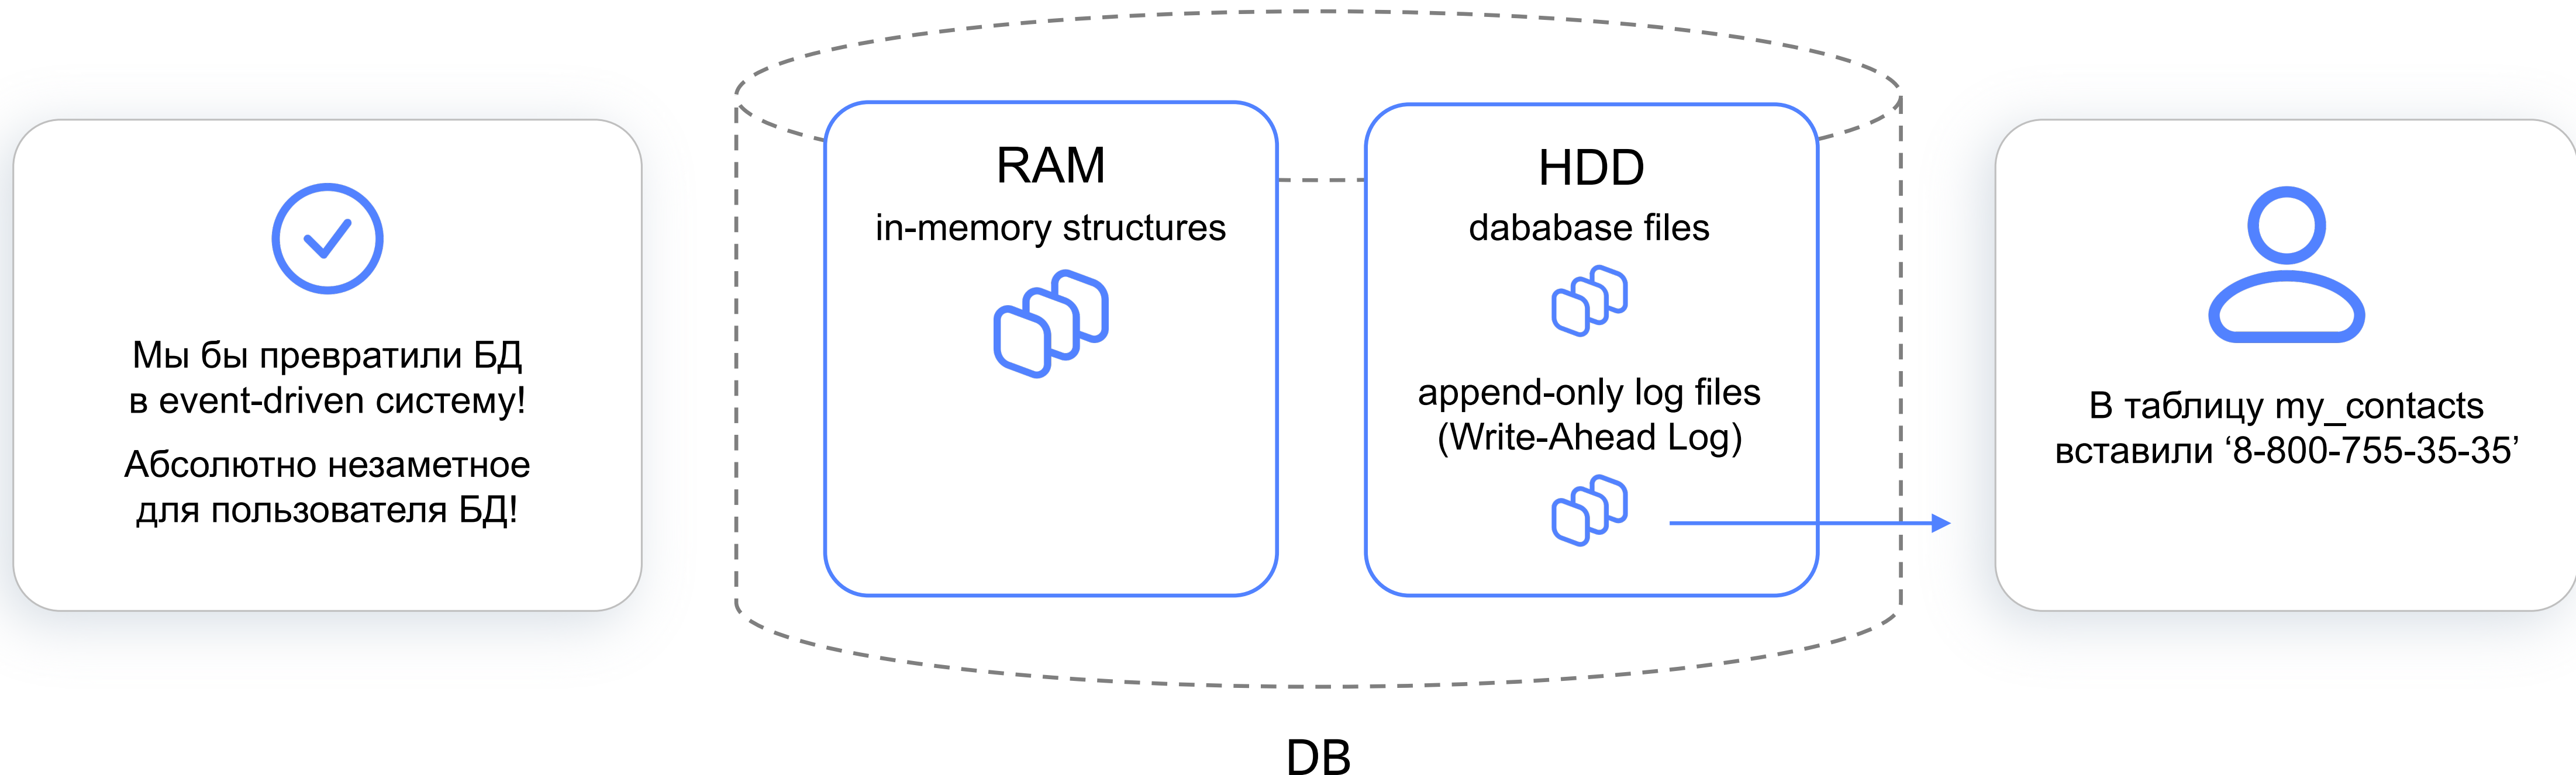 Мы бы превратили БД
в event-driven систему!
Абсолютно незаметное
для пользователя БД!
RAM
in-memory structures
HDD
dababase files
append-only log files
(Write-Ahead Log)
В таблицу my_contacts
вставили ‘8-800-755-35-35’
DB